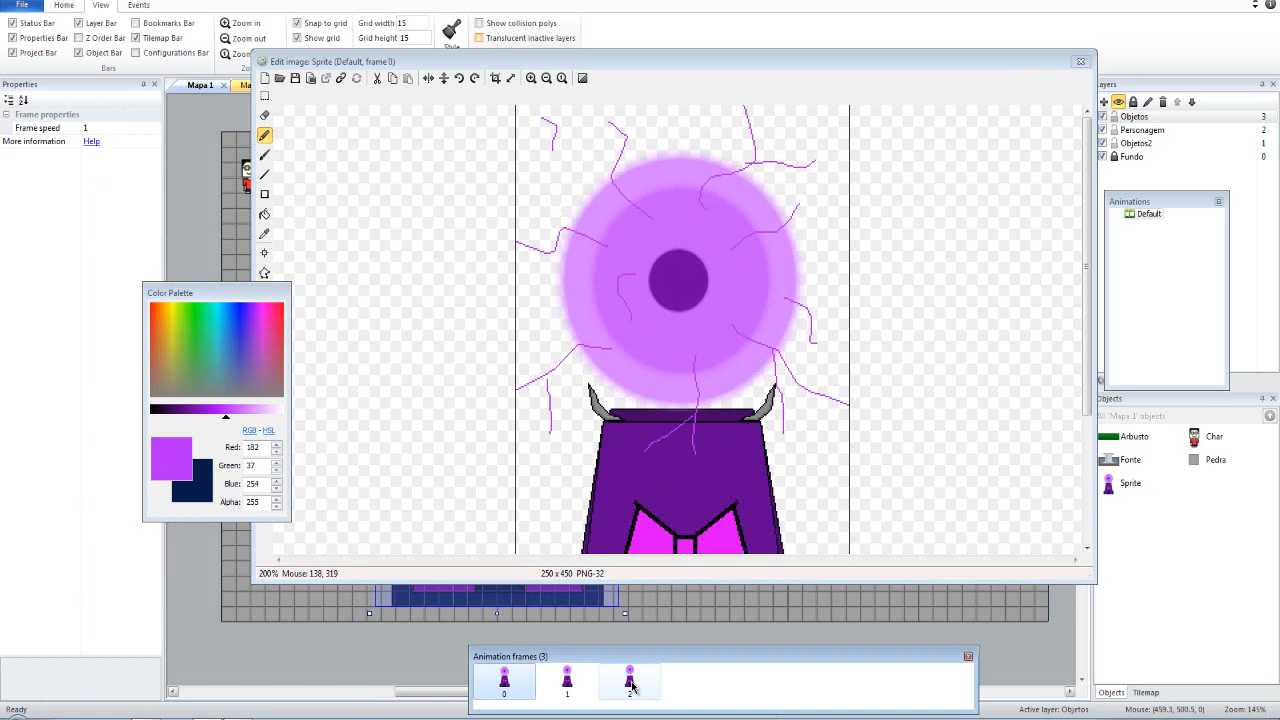 File Home View Events
Status Bar Layer Bar Bookmarks Bar Zoom in Snap to grid Grid width 15 Show collision polys
Properties Bar Z Order Bar Tilemap Bar Zoom out Show grid Grid height 15 Style Translucent inactive layers
Project Bar Object Bar Configurations Bar
Bars
Properties
Frame properties
Frame speed 1
More information Help
Mapa 1
Edit image: Sprite (Default, frame 0)
Layers
Objetos 3
Personagem 2
Objetos2 1
Fundo 0
Animations
Default
Color Palette
RGB - HSL
Red: 182
Green: 37
Blue: 254
Alpha: 255
Objects
All 'Mapa 1' objects
Arbusto Char
Fonte Pedra
Sprite
200% Mouse: 138, 319 250 x 450 PNG-32
Animation frames (3)
0 1 2
Objects Tilemap
Ready Active layer: Objetos Mouse: (459.3, 500.5, 0) Zoom: 145%